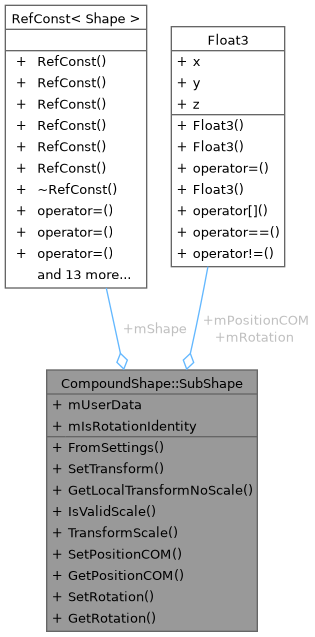 RefConst< Shape >
+ RefConst()
+ RefConst()
+ RefConst()
+ RefConst()
+ RefConst()
+ RefConst()
+ ~RefConst()
+ operator=()
+ operator=()
+ operator=()
and 13 more...
Float3
+ x
+ y
+ z
+ Float3()
+ Float3()
+ operator=()
+ Float3()
+ operator[]()
+ operator==()
+ operator!=()
+mShape
+mPositionCOM
+mRotation
CompoundShape::SubShape
+ mUserData
+ mIsRotationIdentity
+ FromSettings()
+ SetTransform()
+ GetLocalTransformNoScale()
+ IsValidScale()
+ TransformScale()
+ SetPositionCOM()
+ GetPositionCOM()
+ SetRotation()
+ GetRotation()